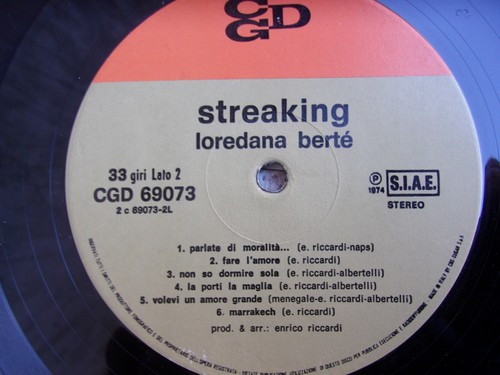 CGD
streaking
loredana berté
33 giri Lato 2
CGD 69073
2 c 69073-2L
P
1974
S.I.A.E.
STEREO
1. parlate di moralità... (e. riccardi-naps)
2. fare l'amore (e. riccardi)
3. non so dormire sola (e. riccardi-albertelli)
4. la porti la maglia (e. riccardi-albertelli)
5. volevi un amore grande (menegale-e. riccardi-albertelli)
6. marrakech (e. riccardi)
prod. & arr.: enrico riccardi